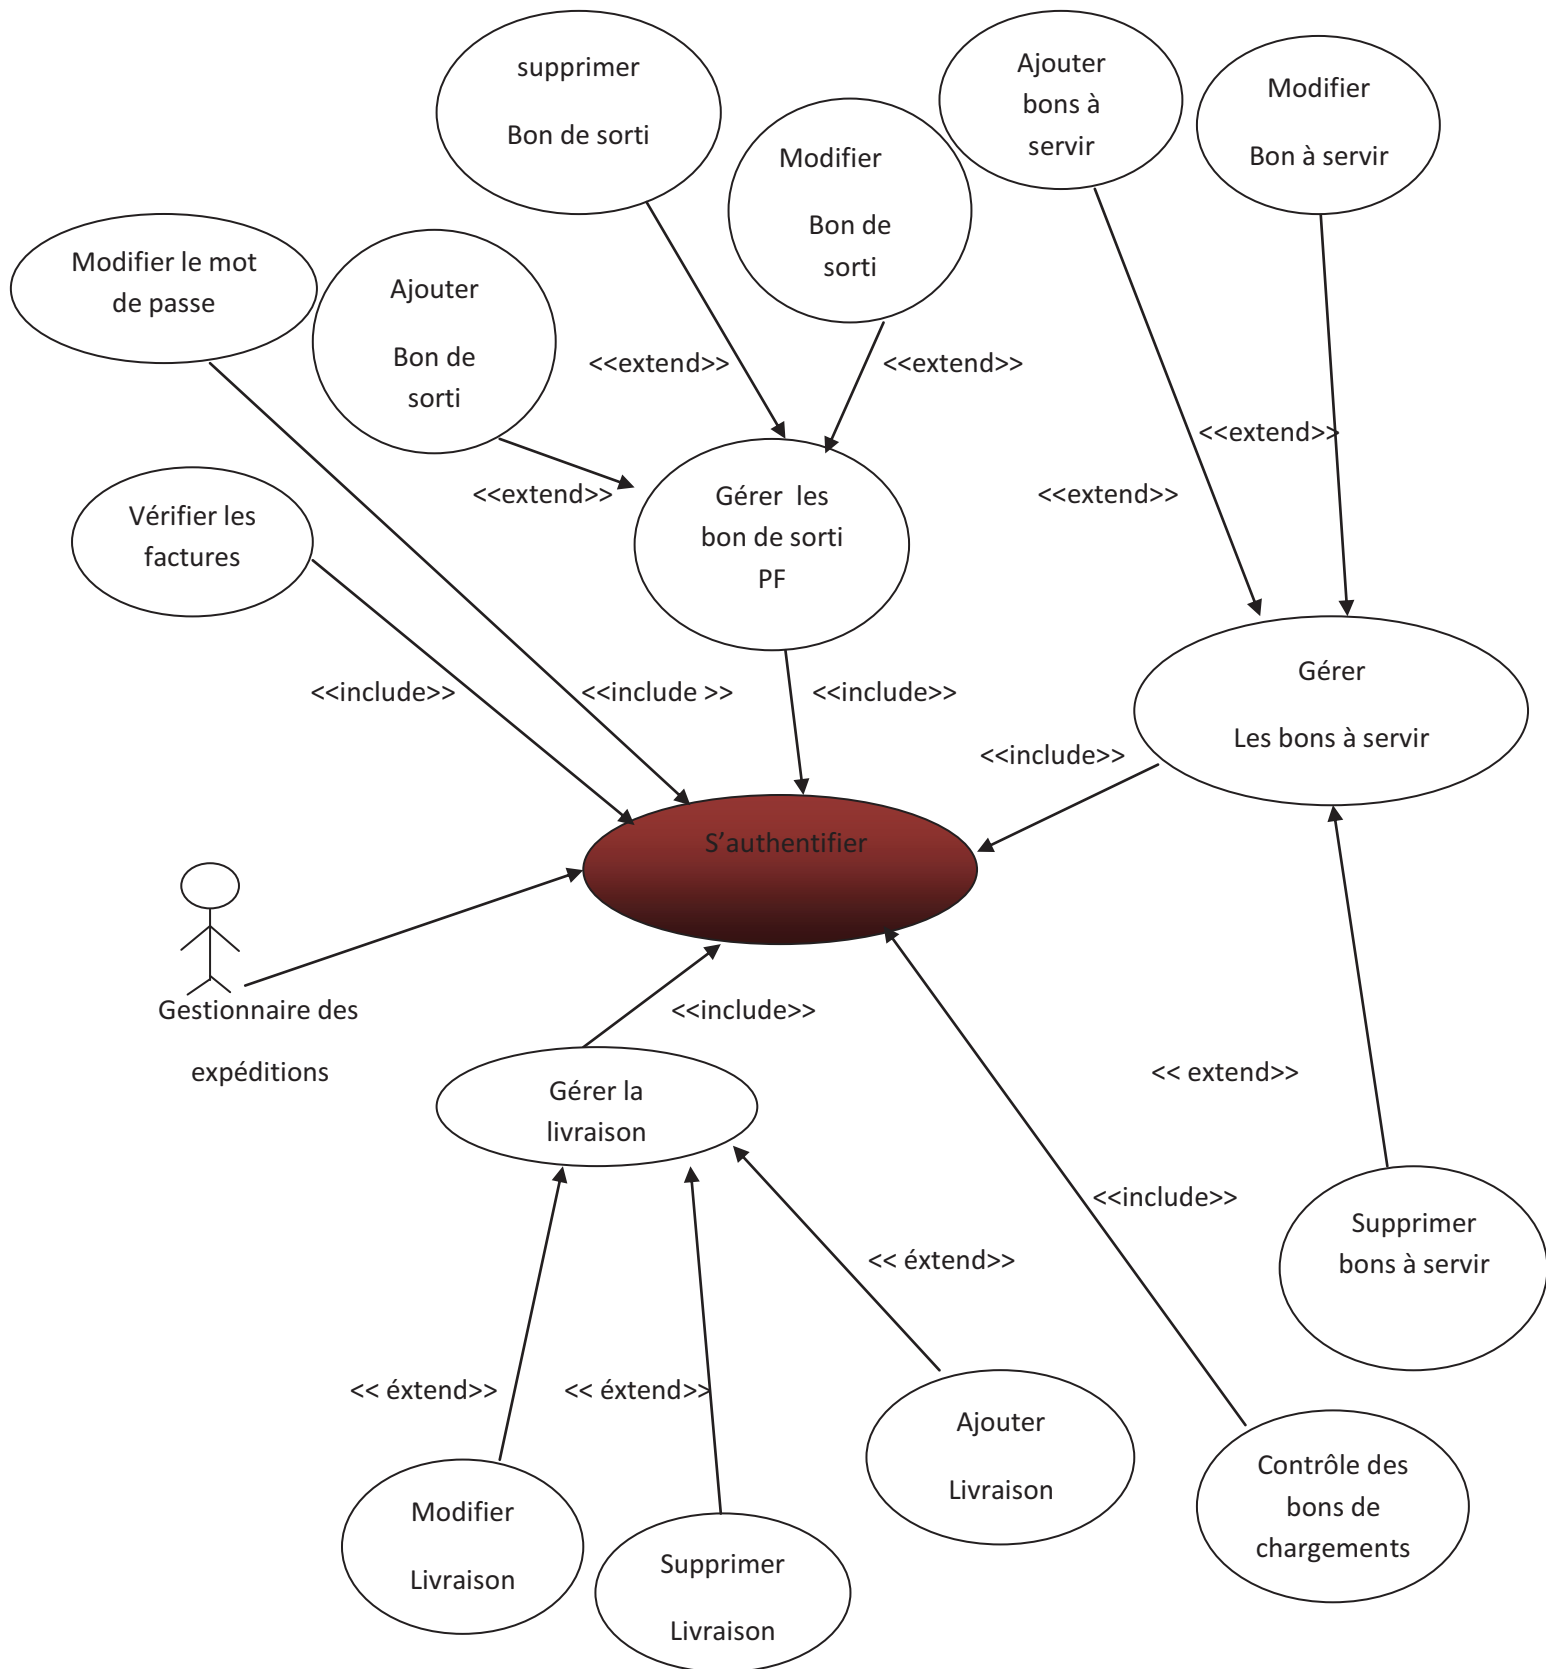 supprimer
Bon de sorti
Ajouter
bons à
servir
Modifier
Bon à servir
Modifier
Bon de
sorti
Modifier le mot
de passe
Ajouter
Bon de
sorti
<<extend>>
<<extend>>
<<extend>>
<<extend>>
<<extend>>
Vérifier les
factures
Gérer  les
bon de sorti
PF
<<include>>
<<include >>
<<include>>
Gérer
Les bons à servir
<<include>>
S’authentifier
Gestionnaire des
expéditions
<<include>>
Gérer la
livraison
<< extend>>
<<include>>
Supprimer
bons à servir
<< éxtend>>
<< éxtend>>
<< éxtend>>
Ajouter
Livraison
Contrôle des
bons de
chargements
Modifier
Livraison
Supprimer
Livraison